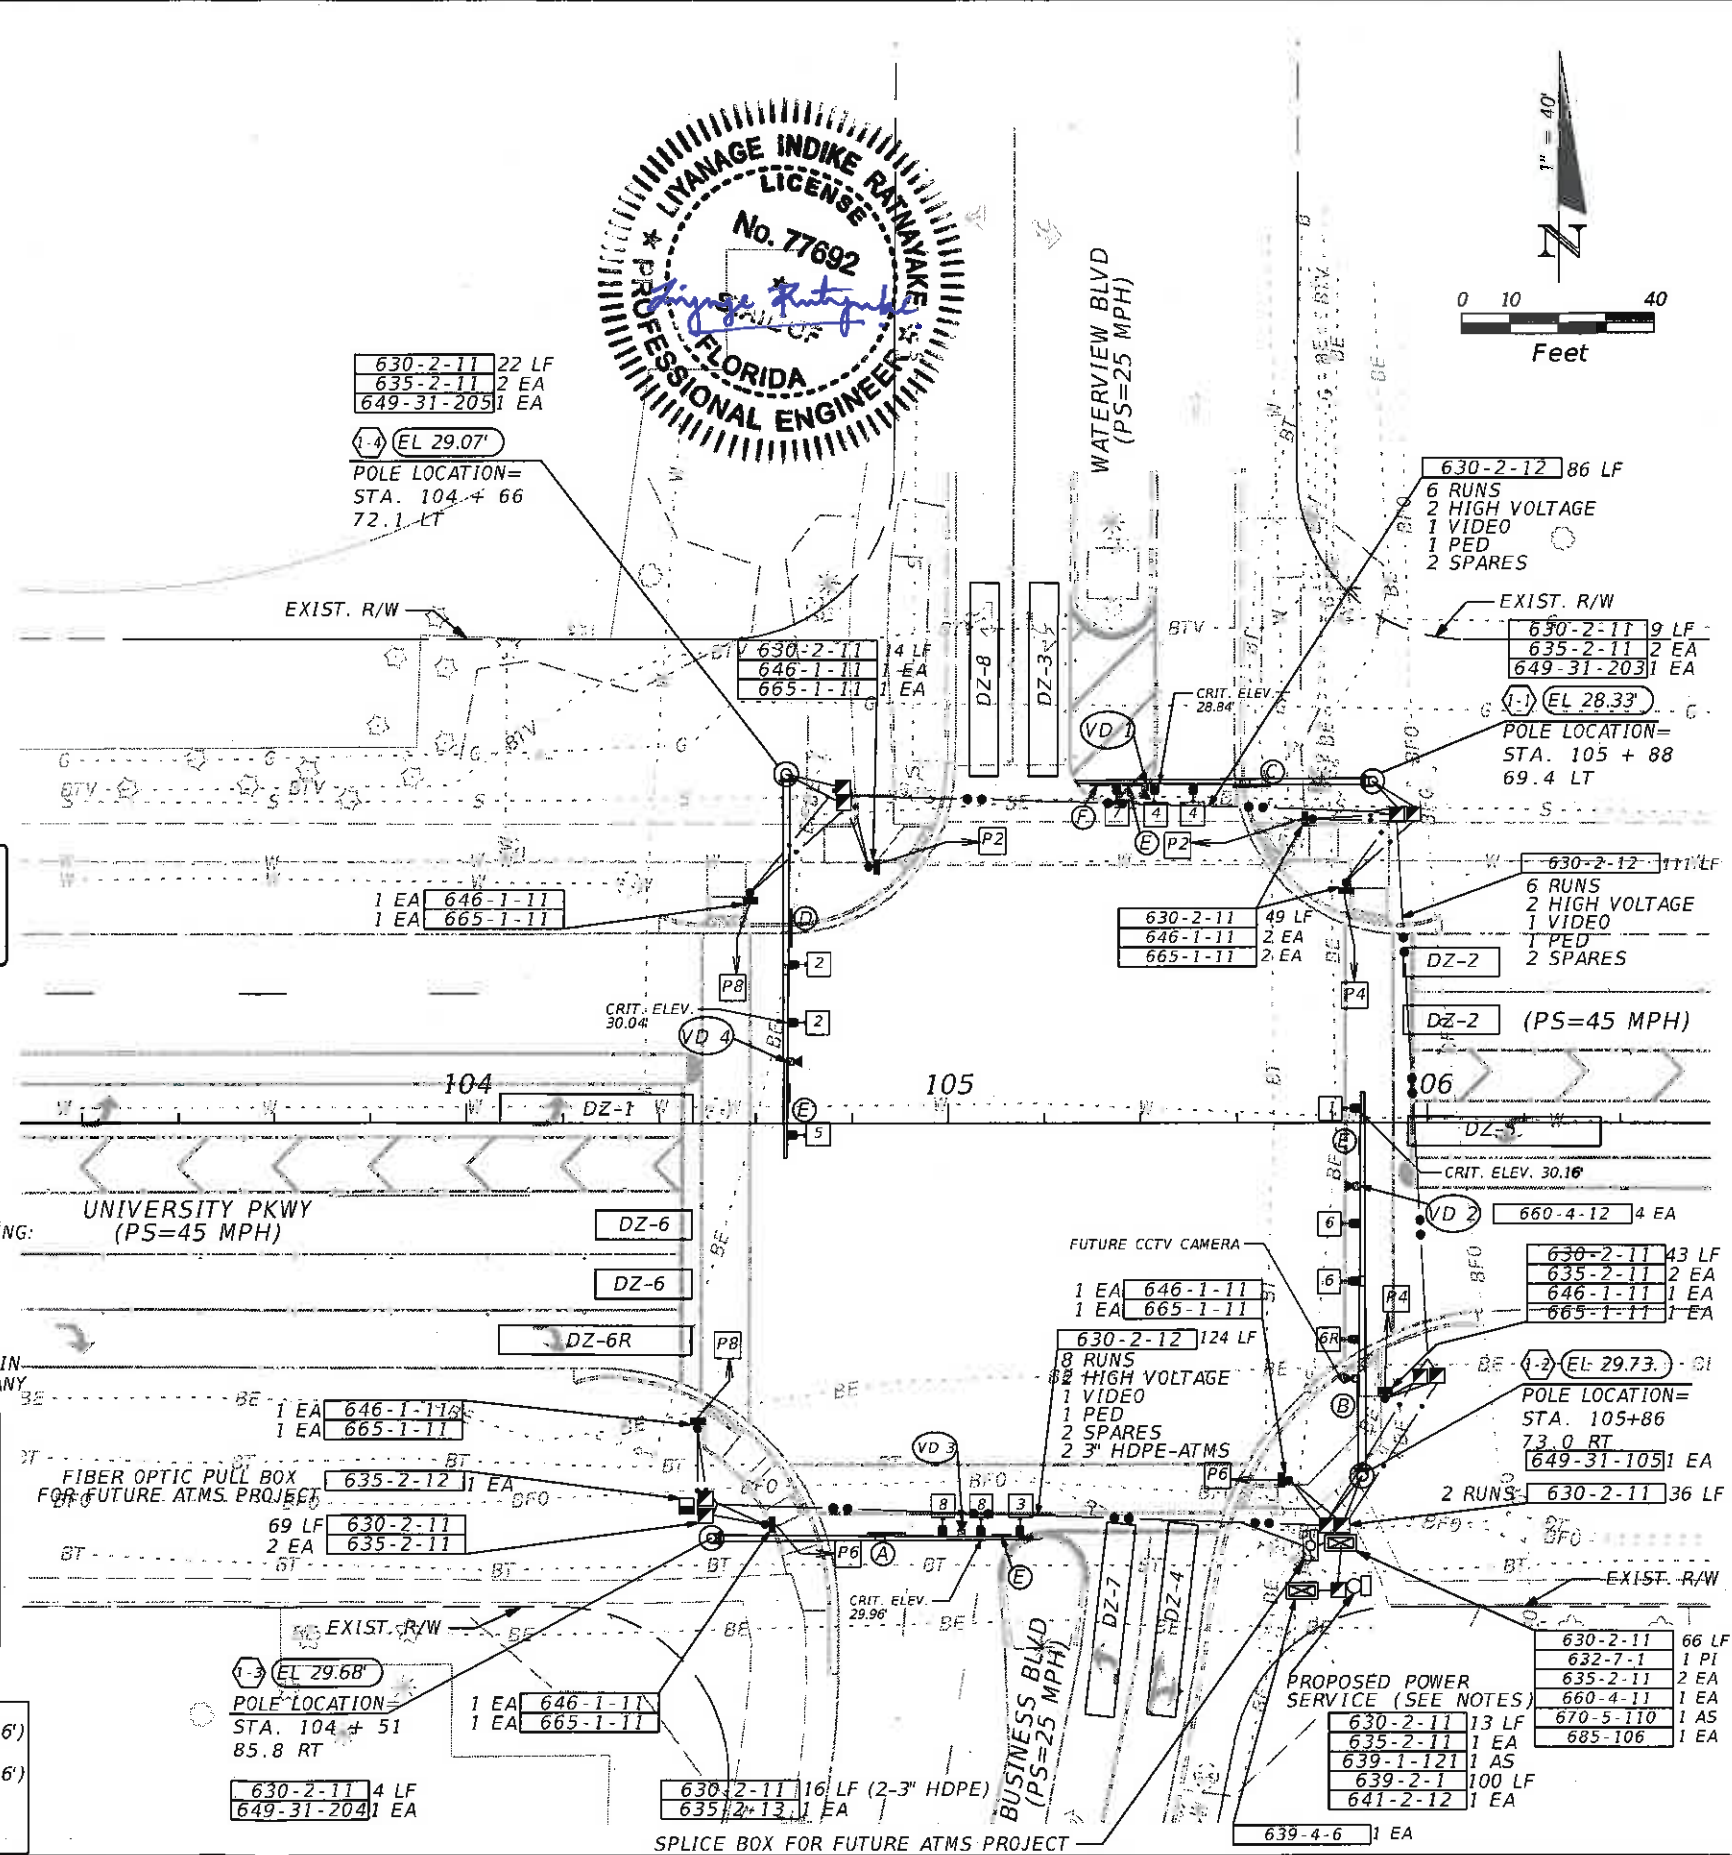 LIYANAGE INDIKE RATNAYAKE
LICENSE
No. 77692
STATE OF
FLORIDA
★ PROFESSIONAL ENGINEER ★
1" = 40'
N
0 10 40
Feet
WATERVIEW BLVD
(PS=25 MPH)
630-2-11 22 LF
635-2-11 2 EA
649-31-205 1 EA
1-4 EL 29.07'
POLE LOCATION=
STA. 104 + 66
72.1 LT
630-2-12 86 LF
6 RUNS
2 HIGH VOLTAGE
1 VIDEO
1 PED
2 SPARES
EXIST. R/W
EXIST. R/W
630-2-11 14 LF
646-1-11 1 EA
665-1-11 1 EA
DZ-8
DZ-3
630-2-11 9 LF
635-2-11 2 EA
649-31-203 1 EA
1-1 EL 28.33'
POLE LOCATION=
STA. 105 + 88
69.4 LT
CRIT. ELEV.
28.84'
VD 1
C
F 7 4 4
E
P2
P2
630-2-12 111 LF
6 RUNS
2 HIGH VOLTAGE
1 VIDEO
1 PED
2 SPARES
1 EA 646-1-11
1 EA 665-1-11
D
2
P8
630-2-11 49 LF
646-1-11 2 EA
665-1-11 2 EA
DZ-2
P4
CRIT. ELEV.
30.04'
2
VD 4
DZ-2 (PS=45 MPH)
104 105 06
DZ-1
E
5
1
DZ-5
E
CRIT. ELEV. 30.16'
UNIVERSITY PKWY
(PS=45 MPH)
NG:
DZ-6
VD 2
660-4-12 4 EA
6
FUTURE CCTV CAMERA
DZ-6
6
630-2-11 43 LF
635-2-11 2 EA
646-1-11 1 EA
665-1-11 1 EA
1 EA 646-1-11
1 EA 665-1-11
P4
DZ-6R
P8
6R
630-2-12 124 LF
8 RUNS
2 HIGH VOLTAGE
1 VIDEO
1 PED
2 SPARES
2 3" HDPE-ATMS
IN
ANY
1-2 EL 29.73.
POLE LOCATION=
STA. 105+86
73.0 RT
649-31-105 1 EA
B
1 EA 646-1-11
1 EA 665-1-11
VD 3
P6
FIBER OPTIC PULL BOX
FOR FUTURE ATMS PROJECT
635-2-12 1 EA
2 RUNS 630-2-11 36 LF
8 8 3
69 LF 630-2-11
2 EA 635-2-11
P6
A
E
CRIT. ELEV.
29.96'
DZ-7
DZ-4
EXIST. R/W
EXIST. R/W
BUSINESS BLVD
(PS=25 MPH)
1-3 EL 29.68'
POLE LOCATION=
STA. 104 + 51
85.8 RT
1 EA 646-1-11
1 EA 665-1-11
630-2-11 66 LF
632-7-1 1 PI
635-2-11 2 EA
660-4-11 1 EA
670-5-110 1 AS
685-106 1 EA
PROPOSED POWER
SERVICE (SEE NOTES)
630-2-11 13 LF
635-2-11 1 EA
639-1-121 1 AS
639-2-1 100 LF
641-2-12 1 EA
6')
6')
630-2-11 4 LF
649-31-204 1 EA
630-2-11 16 LF (2-3" HDPE)
635-2-13 1 EA
639-4-6 1 EA
SPLICE BOX FOR FUTURE ATMS PROJECT